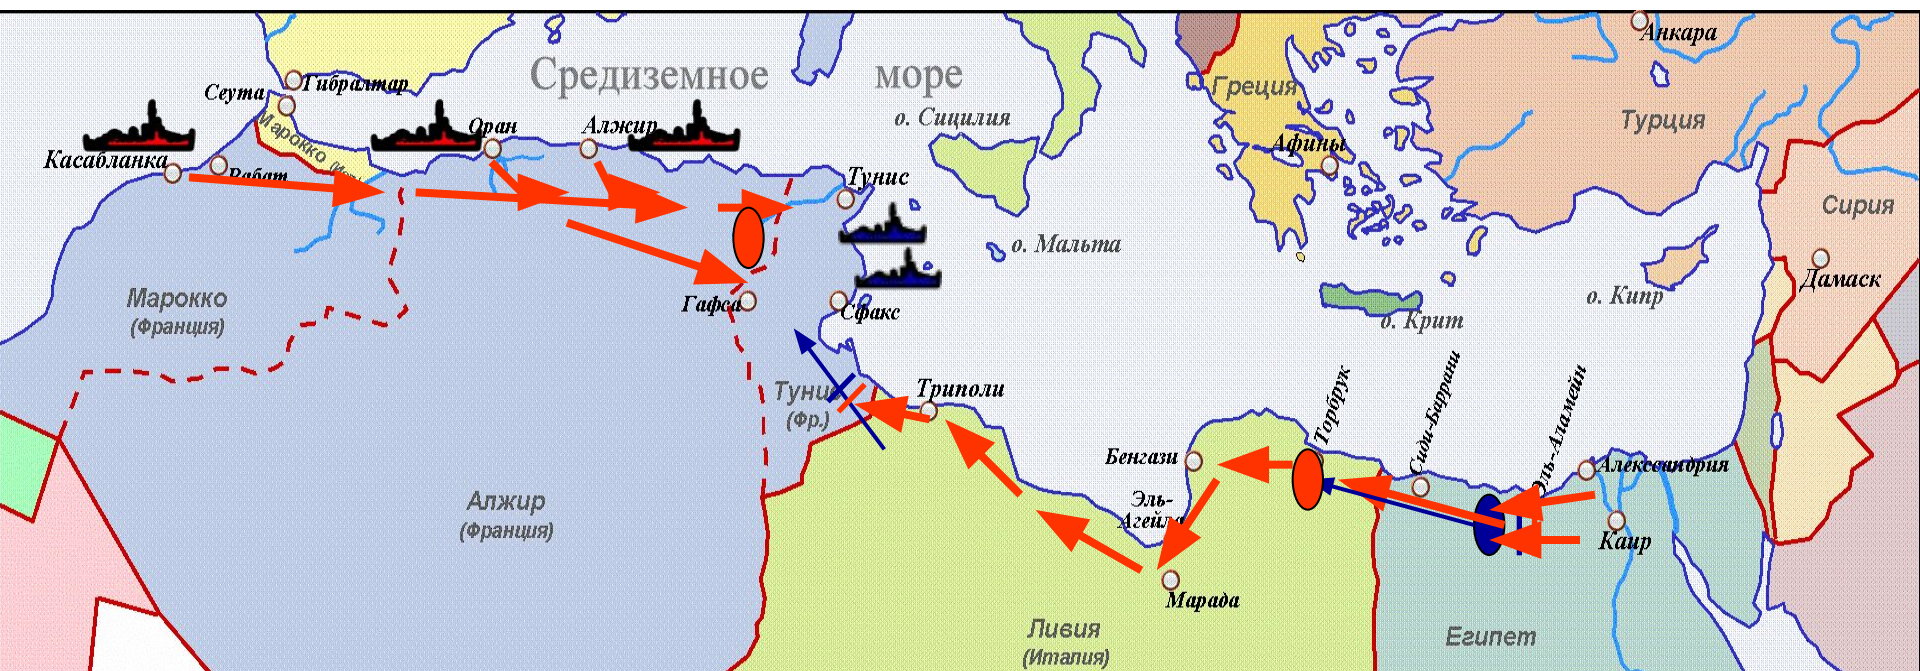 Анкара
Средиземное море
Гибралтар
Сеута
Греция
о. Сицилия
Турция
Марокко
Оран
Алжир
Афины
Касабланка
Рабат
Тунис
Сирия
о. Мальта
Дамаск
Марокко
(Франция)
Гафса
Сфакс
о. Кипр
о. Крит
Тунис
(Фр.)
Триполи
Торбрук
Сиди-Баррани
Эль-Аламейн
Бенгази
Александрия
Эль-
Агейла
Алжир
(Франция)
Каир
Марада
Ливия
(Италия)
Египет